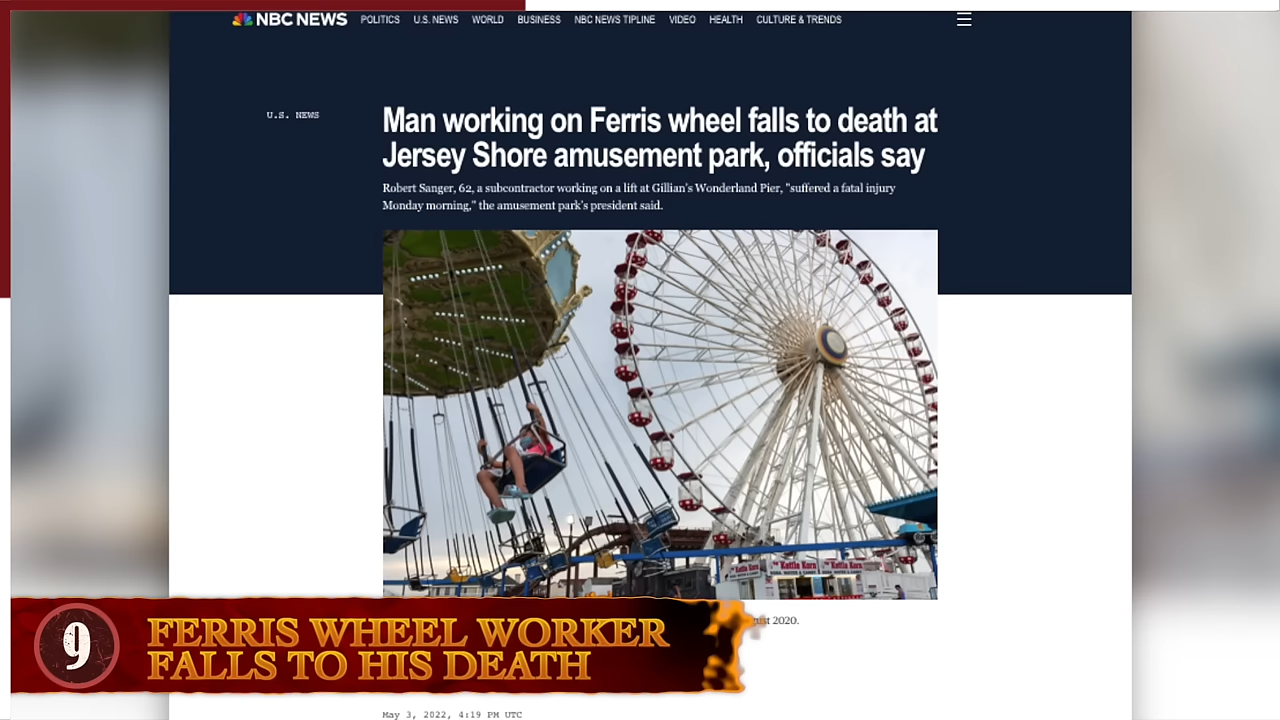 NBC NEWS POLITICS U.S. NEWS WORLD BUSINESS NBC NEWS TIPLINE VIDEO HEALTH CULTURE & TRENDS
U.S. NEWS
Man working on Ferris wheel falls to death at
Jersey Shore amusement park, officials say
Robert Sanger, 62, a subcontractor working on a lift at Gillian's Wonderland Pier, "suffered a fatal injury
Monday morning," the amusement park's president said.
Kettle Korn
Kettle Korn
Kettle Korn
2020.
9
FERRIS WHEEL WORKER
FALLS TO HIS DEATH
May 3, 2022, 4:19 PM UTC